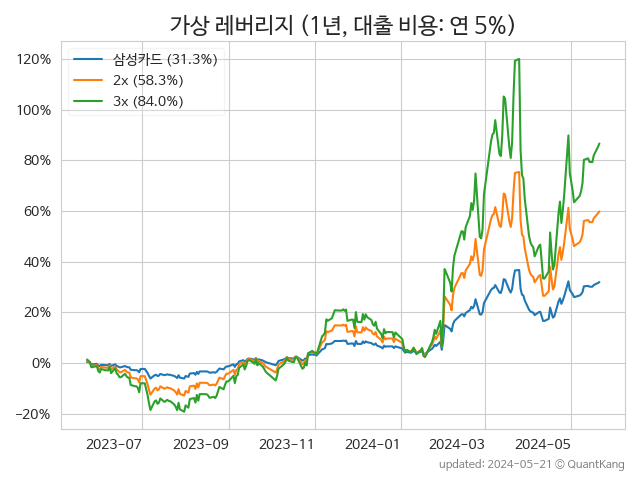 가상 레버리지 (1년, 대출 비용: 연 5%)
삼성카드 (31.3%)
2x (58.3%)
3x (84.0%)
120%
100%
80%
60%
40%
20%
0%
−20%
2023-07 2023-09 2023-11 2024-01 2024-03 2024-05
updated: 2024-05-21 © QuantKang